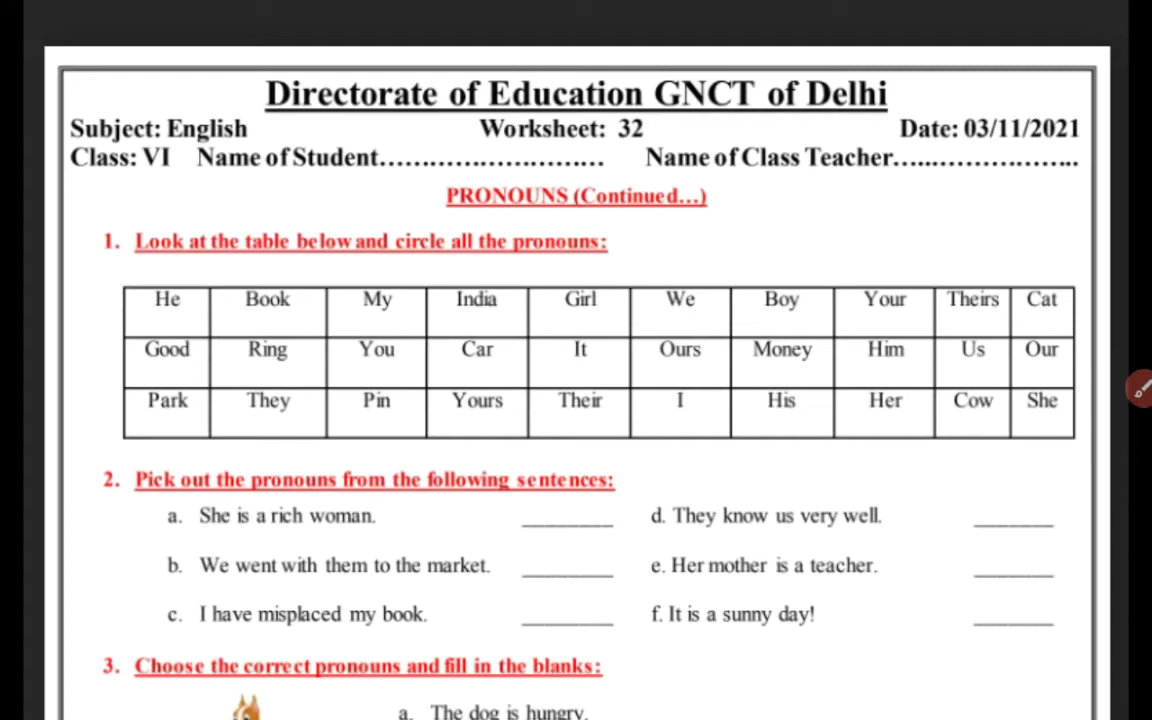 Directorate of Education GNCT of Delhi
Subject: English Worksheet: 32 Date: 03/11/2021
Class: VI Name of Student………………………… Name of Class Teacher…...………………..
PRONOUNS (Continued…)
1. Look at the table below and circle all the pronouns:
He Book My India Girl We Boy Your Theirs Cat
Good Ring You Car It Ours Money Him Us Our
Park They Pin Yours Their I His Her Cow She
2. Pick out the pronouns from the following sentences:
a. She is a rich woman. _________ d. They know us very well. ________
b. We went with them to the market. _________ e. Her mother is a teacher. ________
c. I have misplaced my book. _________ f. It is a sunny day! ________
3. Choose the correct pronouns and fill in the blanks:
a. The dog is hungry.